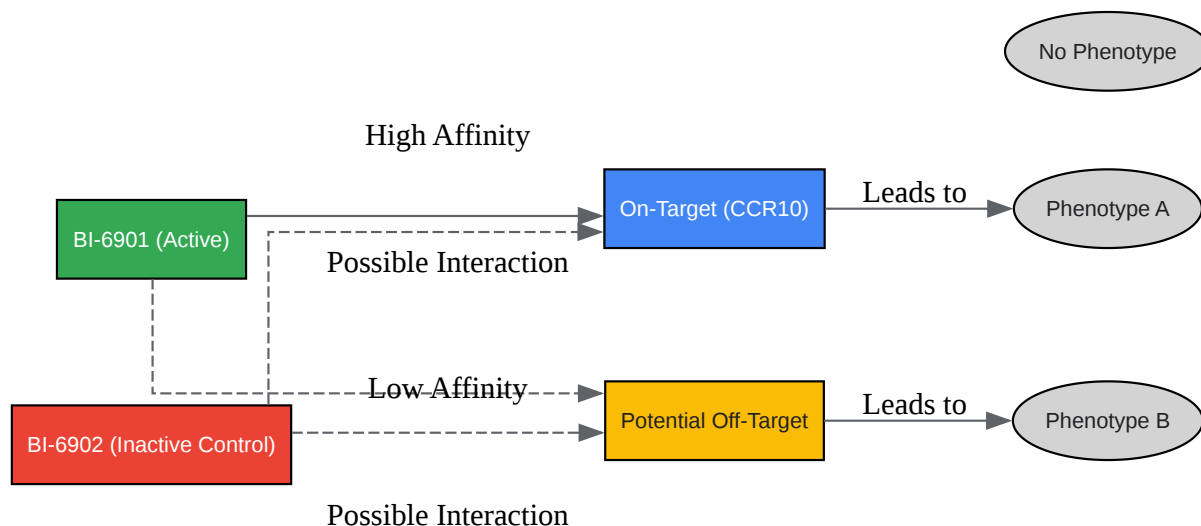 No Phenotype
High Affinity
On-Target (CCR10)
Leads to
Phenotype A
BI-6901 (Active)
Possible Interaction
Low Affinity
Potential Off-Target
Leads to
Phenotype B
BI-6902 (Inactive Control)
Possible Interaction